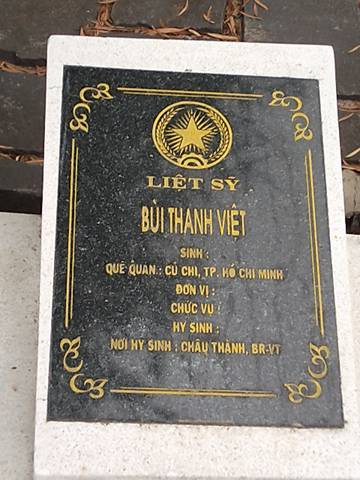 LIỆT SỸ
BÙI THANH VIỆT
SINH :
QUÊ QUÁN : CỦ CHI, TP. HỒ CHÍ MINH
ĐƠN VỊ :
CHỨC VỤ :
HY SINH :
NƠI HY SINH : CHÂU THÀNH, BR-VT